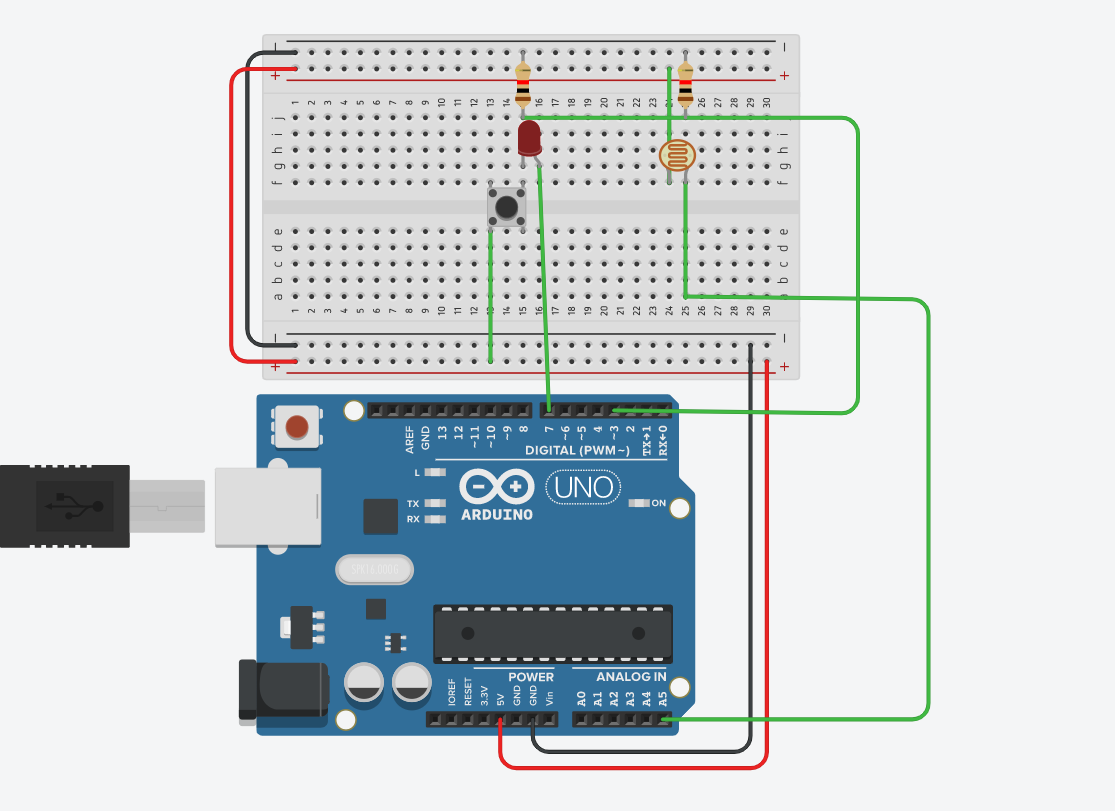 − −
+ +
1 2 3 4 5 6 7 8 9 10 11 12 13 14 15 16 17 18 19 20 21 22 23 24 25 26 27 28 29 30
j j
i i
h h
g g
f f
e e
d d
c c
b b
a a
1 2 3 4 5 6 7 8 9 10 11 12 13 14 15 16 17 18 19 20 21 22 23 24 25 26 27 28 29 30
− −
+ +
AREF GND 13 12 ~11 ~10 ~9 8 7 ~6 ~5 4 ~3 2 TX→1 RX←0
DIGITAL (PWM~)
L
TX
RX
ARDUINO
UNO
ON
SPK16.000G
POWER ANALOG IN
IOREF RESET 3.3V 5V GND GND Vin A0 A1 A2 A3 A4 A5